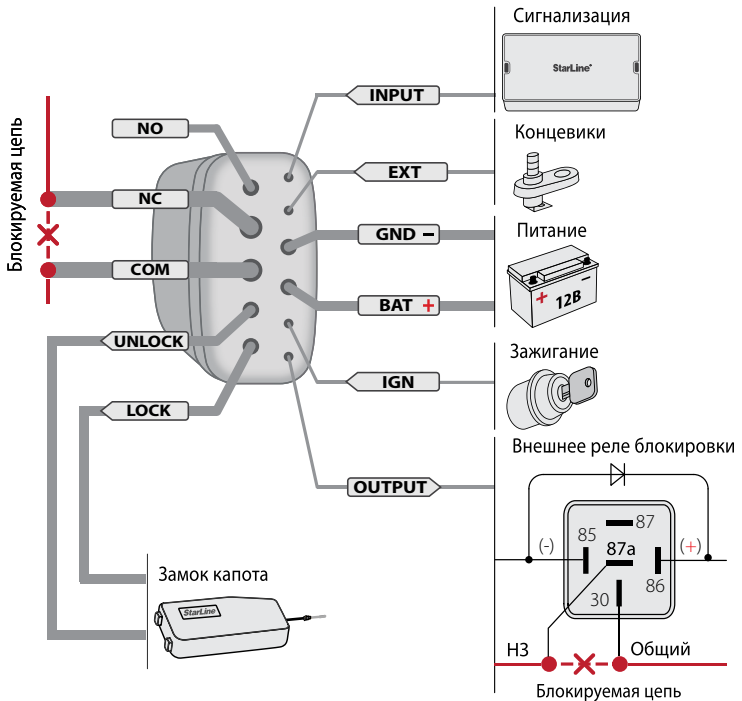 Сигнализация
StarLine®
INPUT
NO
Концевики
EXT
Блокируемая цепь
NC
GND −
Питание
COM
BAT +
+ 12В −
UNLOCK
Зажигание
IGN
LOCK
Внешнее реле блокировки
OUTPUT
87
85
87a
(-)
(+)
86
30
Замок капота
StarLine
НЗ
Общий
Блокируемая цепь